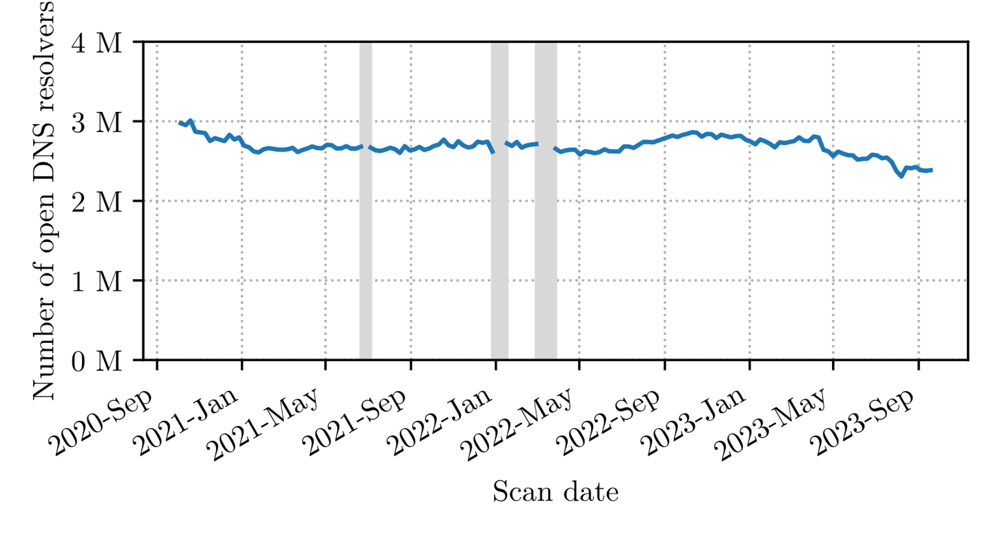 Number of open DNS resolvers
4 M
3 M
2 M
1 M
0 M
2020-Sep
2021-Jan
2021-May
2021-Sep
2022-Jan
2022-May
2022-Sep
2023-Jan
2023-May
2023-Sep
Scan date